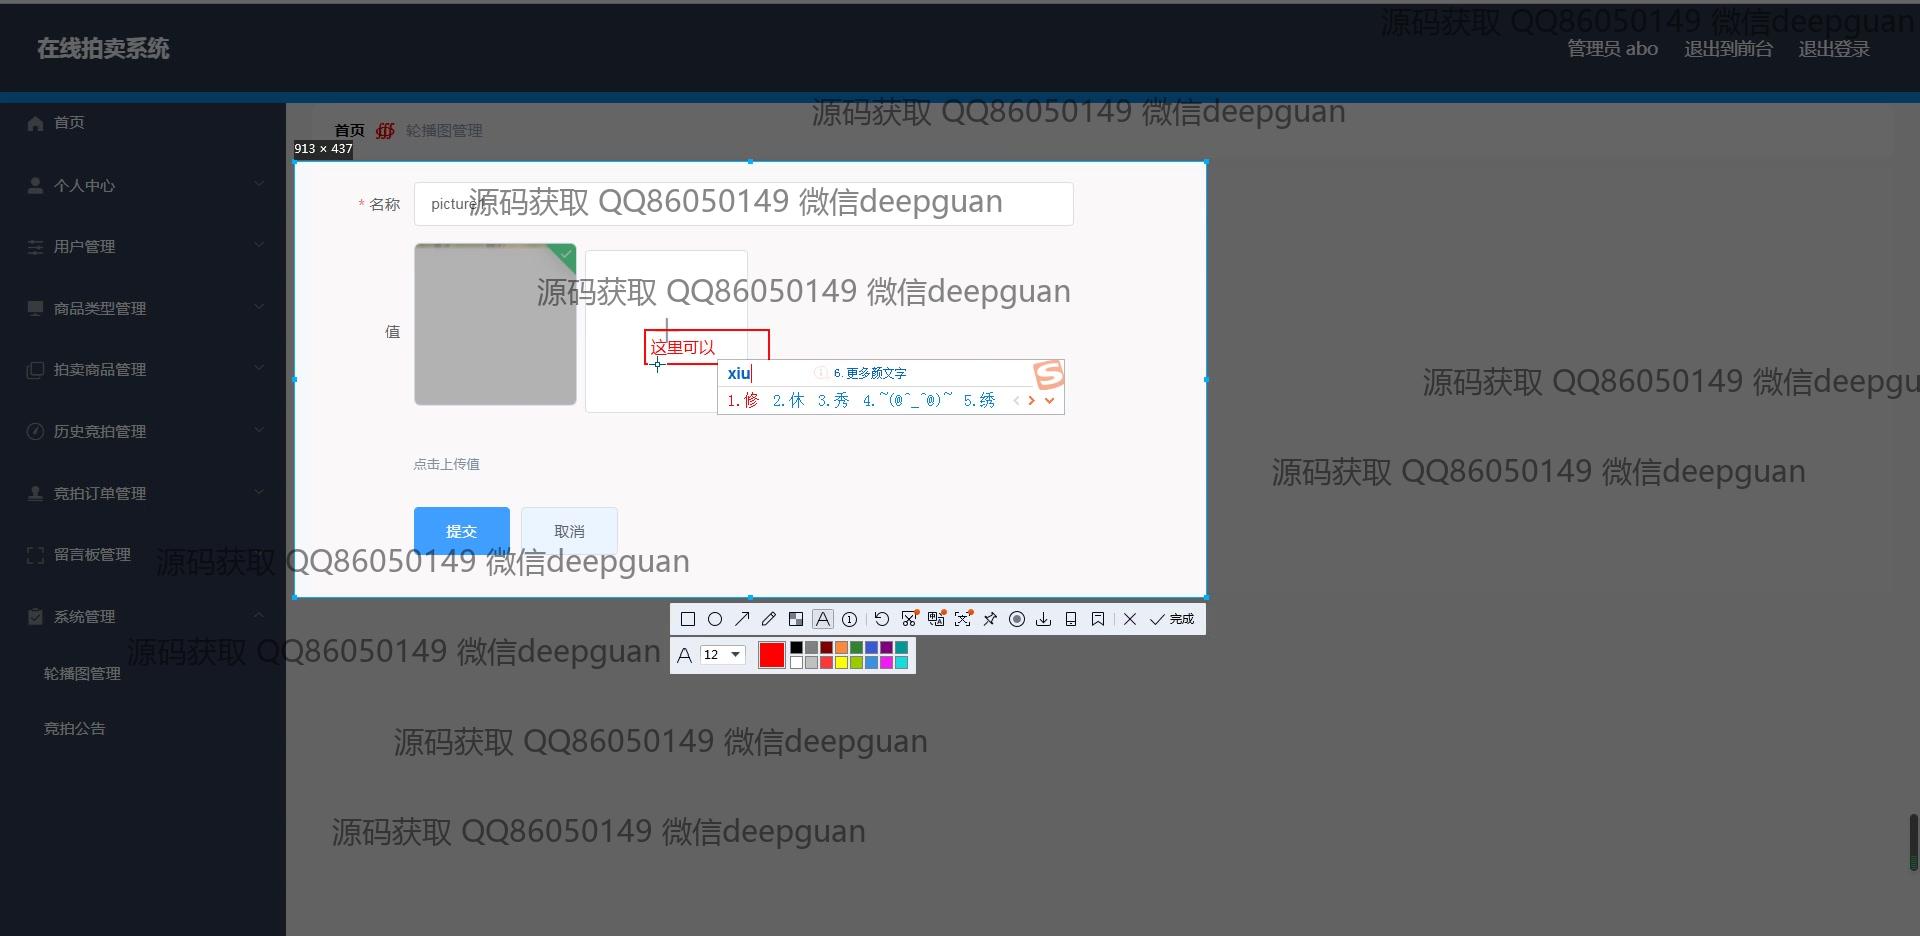 源码获取 QQ86050149 微信deepguan
在线拍卖系统
管理员 abo 退出到前台 退出登录
源码获取 QQ86050149 微信deepguan
首页
首页 轮播图管理
913 × 437
个人中心
* 名称
picture1
源码获取 QQ86050149 微信deepguan
用户管理
源码获取 QQ86050149 微信deepguan
商品类型管理
值
这里可以
xiu
6. 更多颜文字
1.修 2.休 3.秀 4.~(@^_^@)~ 5.绣
拍卖商品管理
源码获取 QQ86050149 微信deepgu
历史竞拍管理
点击上传值
源码获取 QQ86050149 微信deepguan
竞拍订单管理
提交 取消
留言板管理
源码获取 QQ86050149 微信deepguan
系统管理
完成
源码获取 QQ86050149 微信deepguan
A 12
轮播图管理
竞拍公告
源码获取 QQ86050149 微信deepguan
源码获取 QQ86050149 微信deepguan